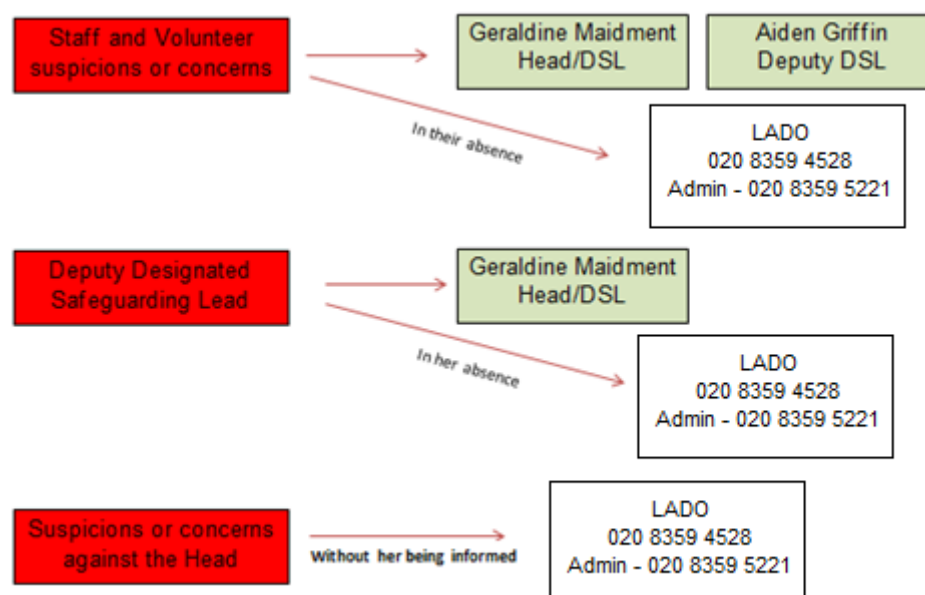 Staff and Volunteer
suspicions or concerns
Geraldine Maidment
Head/DSL
Aiden Griffin
Deputy DSL
In their absence
LADO
020 8359 4528
Admin - 020 8359 5221
Deputy Designated
Safeguarding Lead
Geraldine Maidment
Head/DSL
In her absence
LADO
020 8359 4528
Admin - 020 8359 5221
Suspicions or concerns
against the Head
Without her being informed
LADO
020 8359 4528
Admin - 020 8359 5221